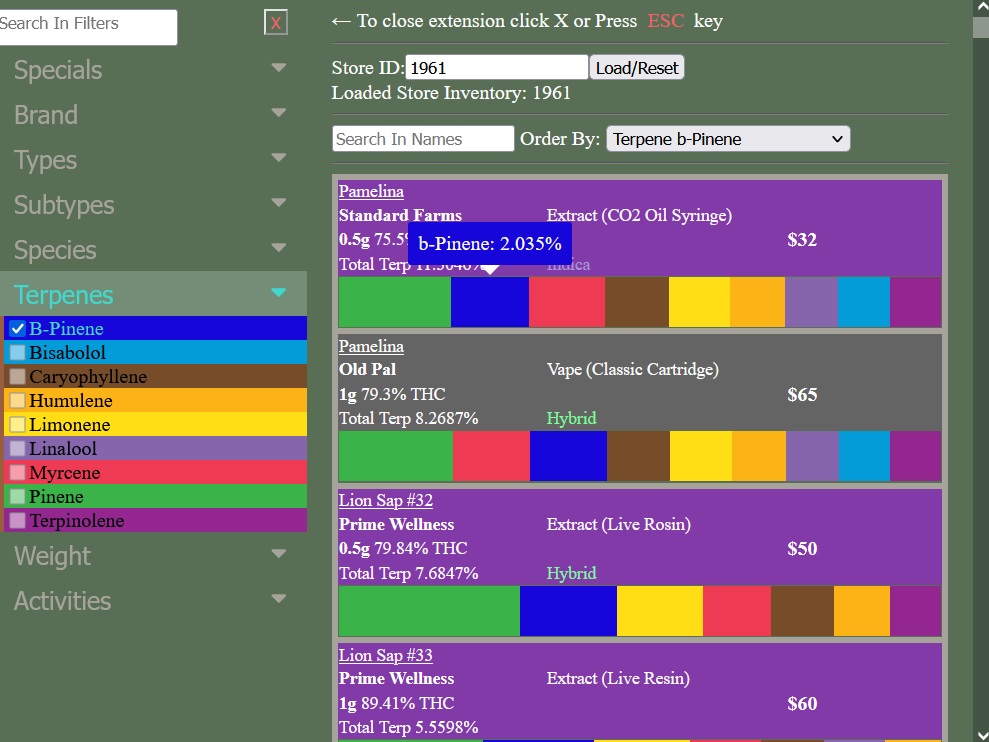 Search In Filters
X
Specials
Brand
Types
Subtypes
Species
Terpenes
B-Pinene
Bisabolol
Caryophyllene
Humulene
Limonene
Linalool
Myrcene
Pinene
Terpinolene
Weight
Activities
← To close extension click X or Press ESC key
Store ID: 1961 Load/Reset
Loaded Store Inventory: 1961
Search In Names Order By: Terpene b-Pinene
Pamelina
Standard Farms Extract (CO2 Oil Syringe)
0.5g 75.5% $32
b-Pinene: 2.035%
Total Terp Indica
Pamelina
Old Pal Vape (Classic Cartridge)
1g 79.3% THC $65
Total Terp 8.2687% Hybrid
Lion Sap #32
Prime Wellness Extract (Live Rosin)
0.5g 79.84% THC $50
Total Terp 7.6847% Hybrid
Lion Sap #33
Prime Wellness Extract (Live Resin)
1g 89.41% THC $60
Total Terp 5.5598%